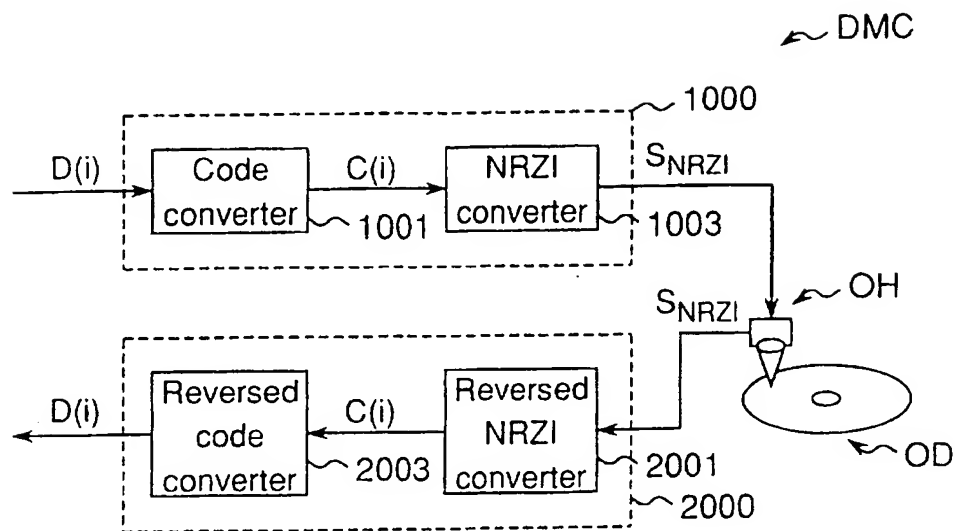 DMC
1000
D(i)
Code
converter
1001
C(i)
NRZI
converter
1003
SNRZI
OH
SNRZI
D(i)
Reversed
code
converter
2003
C(i)
Reversed
NRZI
converter
2001
2000
OD